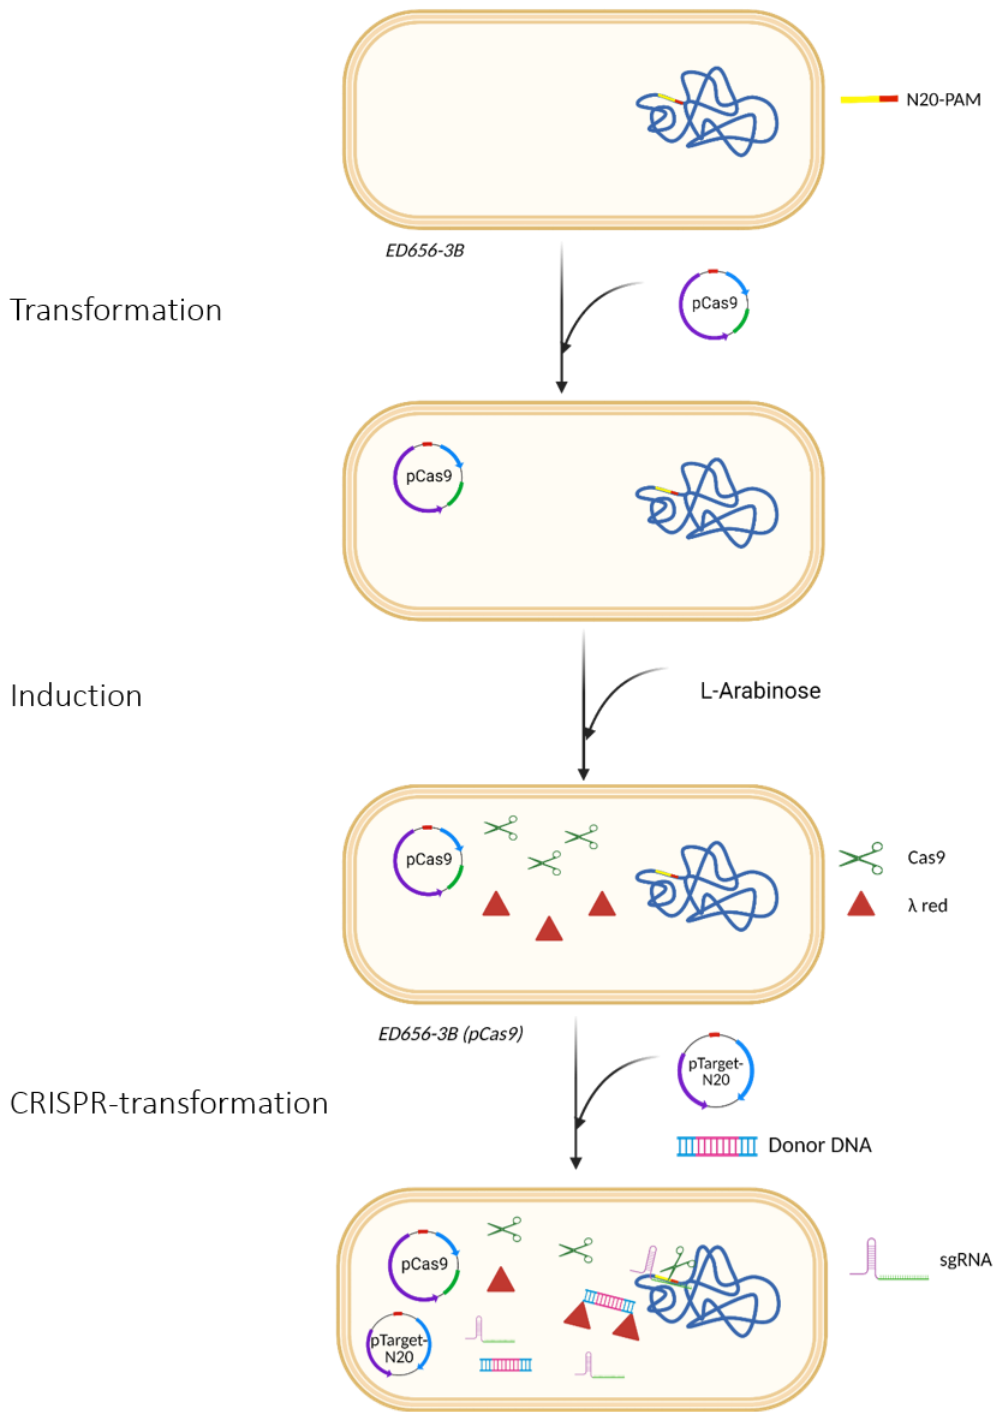 N20-PAM
ED656-3B
Transformation
pCas9
pCas9
Induction
L-Arabinose
pCas9
Cas9
λ red
ED656-3B (pCas9)
pTarget-
N20
CRISPR-transformation
Donor DNA
pCas9
sgRNA
pTarget-
N20